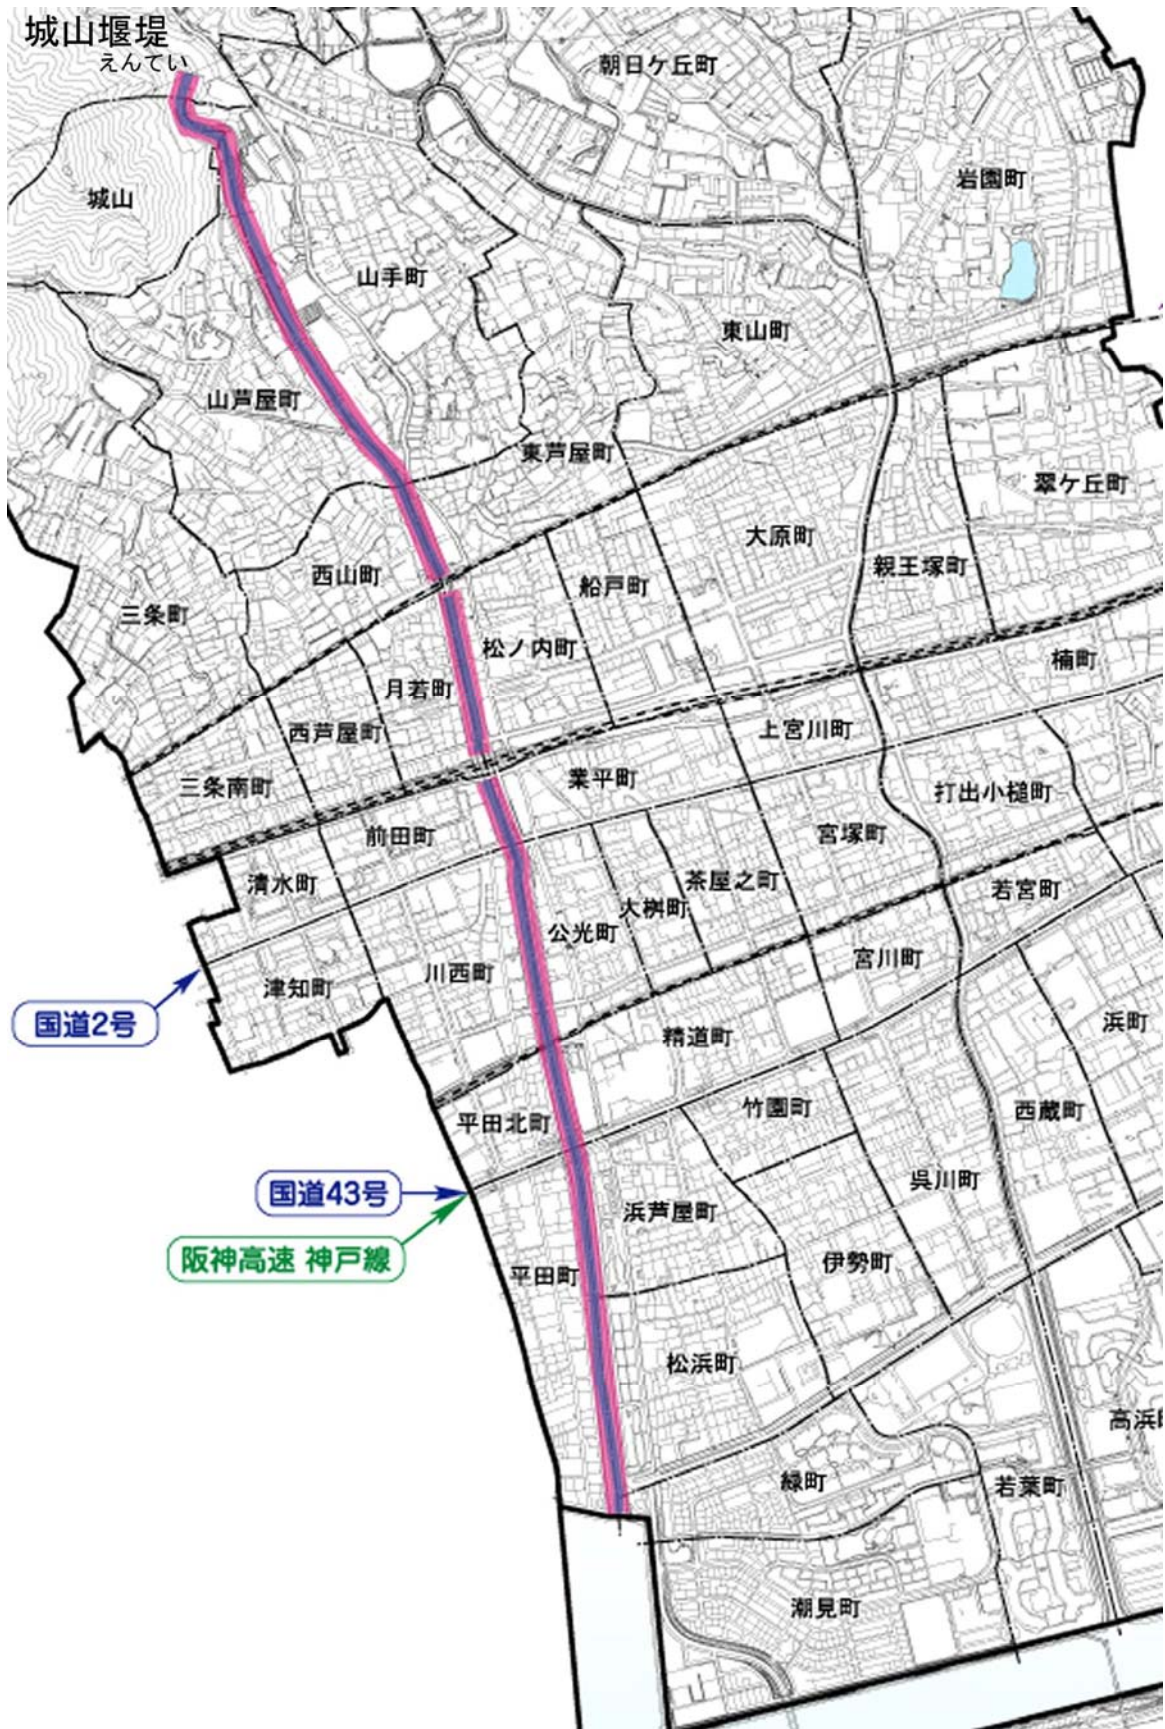 城山堰堤
えんてい
朝日ケ丘町
岩園町
城山
山手町
東山町
山芦屋町
東芦屋町
翠ケ丘町
大原町
親王塚町
西山町
船戸町
三条町
松ノ内町
楠町
月若町
西芦屋町
上宮川町
三条南町
業平町
打出小槌町
前田町
宮塚町
清水町
茶屋之町
若宮町
大桝町
公光町
宮川町
川西町
津知町
国道2号
精道町
浜町
竹園町
西蔵町
平田北町
呉川町
国道43号
浜芦屋町
阪神高速 神戸線
伊勢町
平田町
松浜町
高浜
緑町
若葉町
潮見町